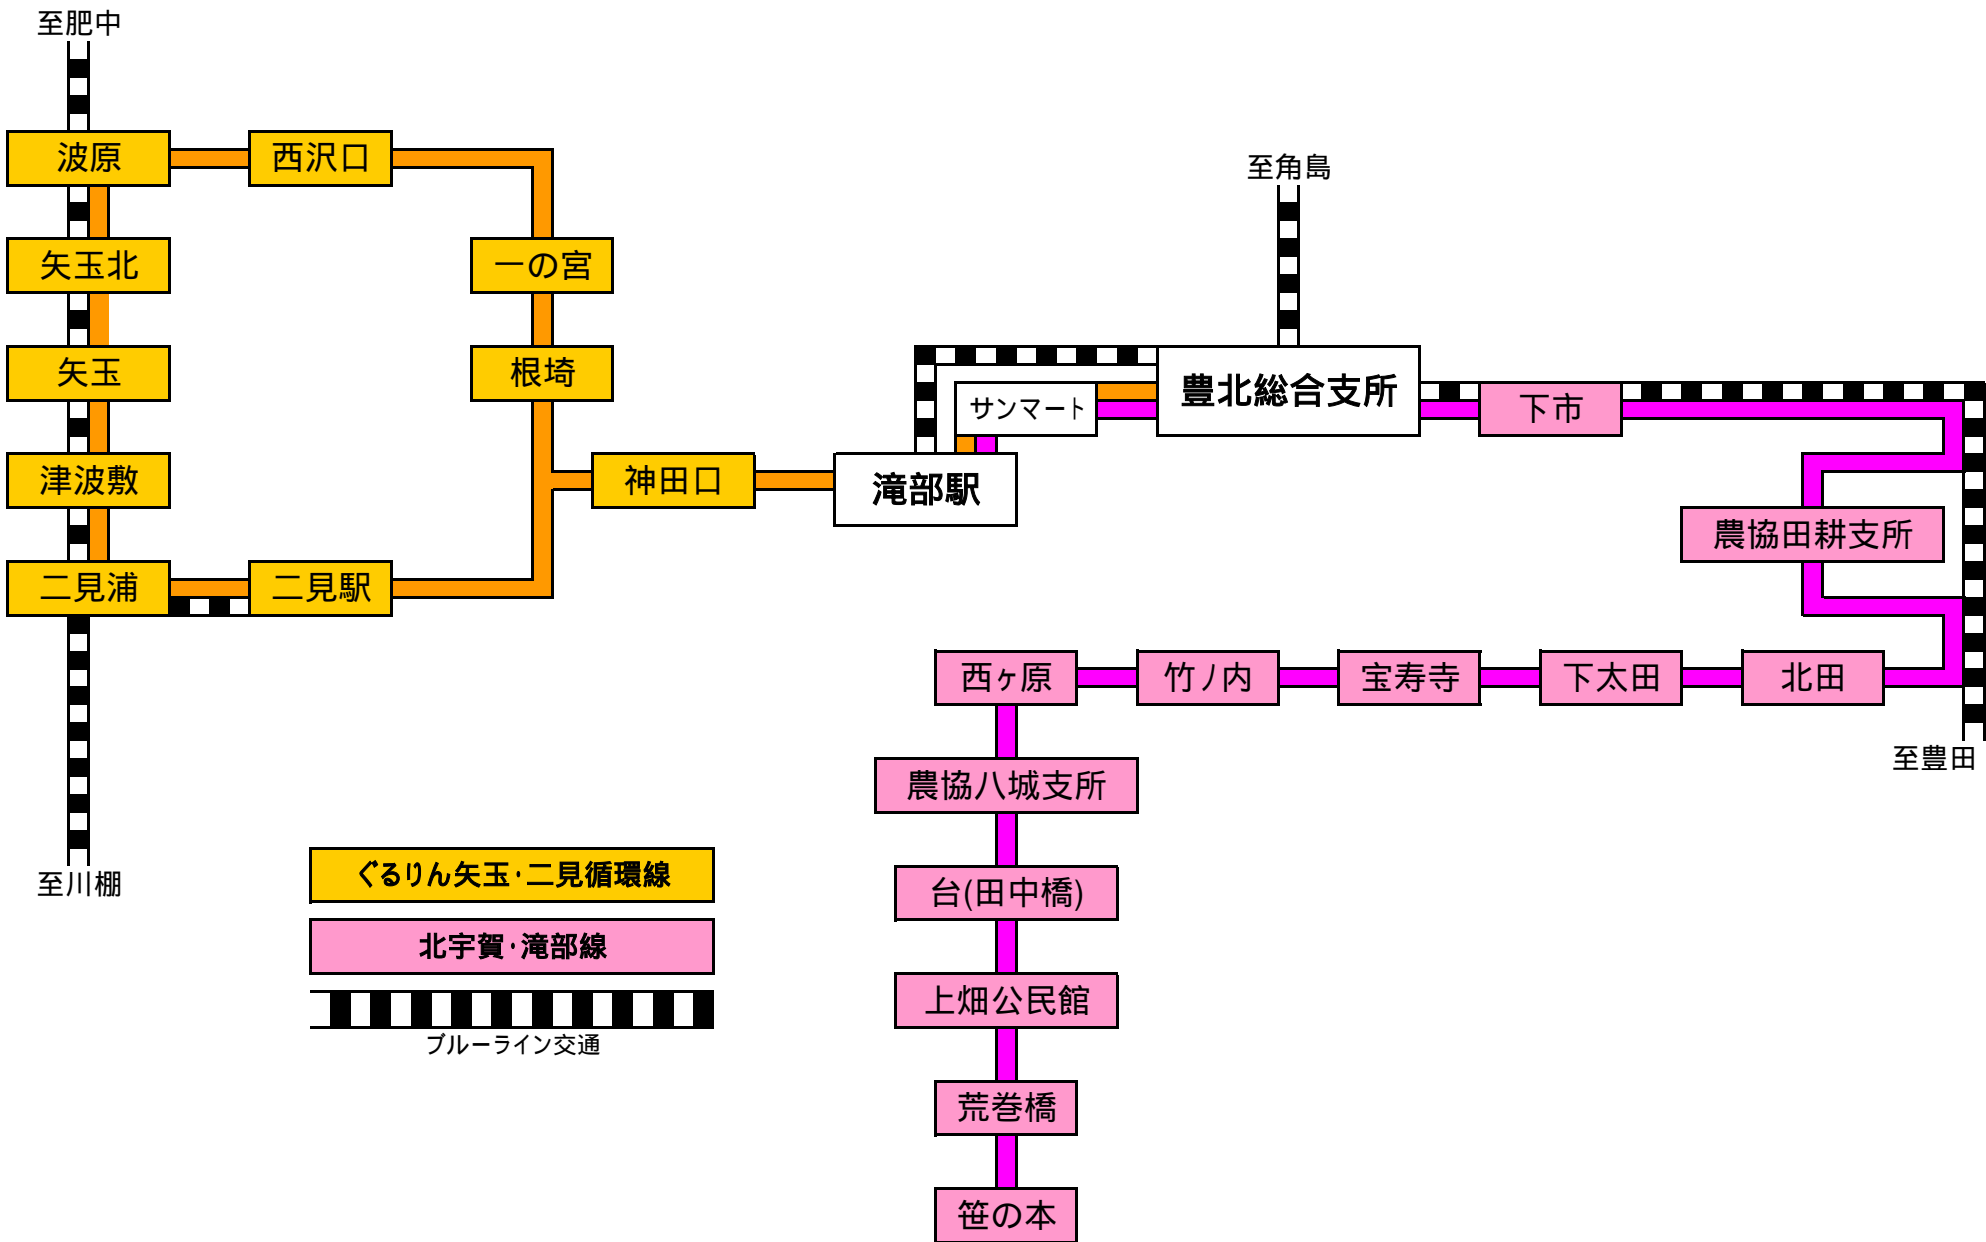 至肥中
波原
西沢口
至角島
矢玉北
一の宮
矢玉
根埼
豊北総合支所
サンマート
下市
津波敷
神田口
滝部駅
農協田耕支所
二見浦
二見駅
西ヶ原
竹ノ内
宝寿寺
下太田
北田
至豊田
農協八城支所
至川棚
ぐるりん矢玉・二見循環線
台(田中橋)
北宇賀・滝部線
上畑公民館
ブルーライン交通
荒巻橋
笹の本